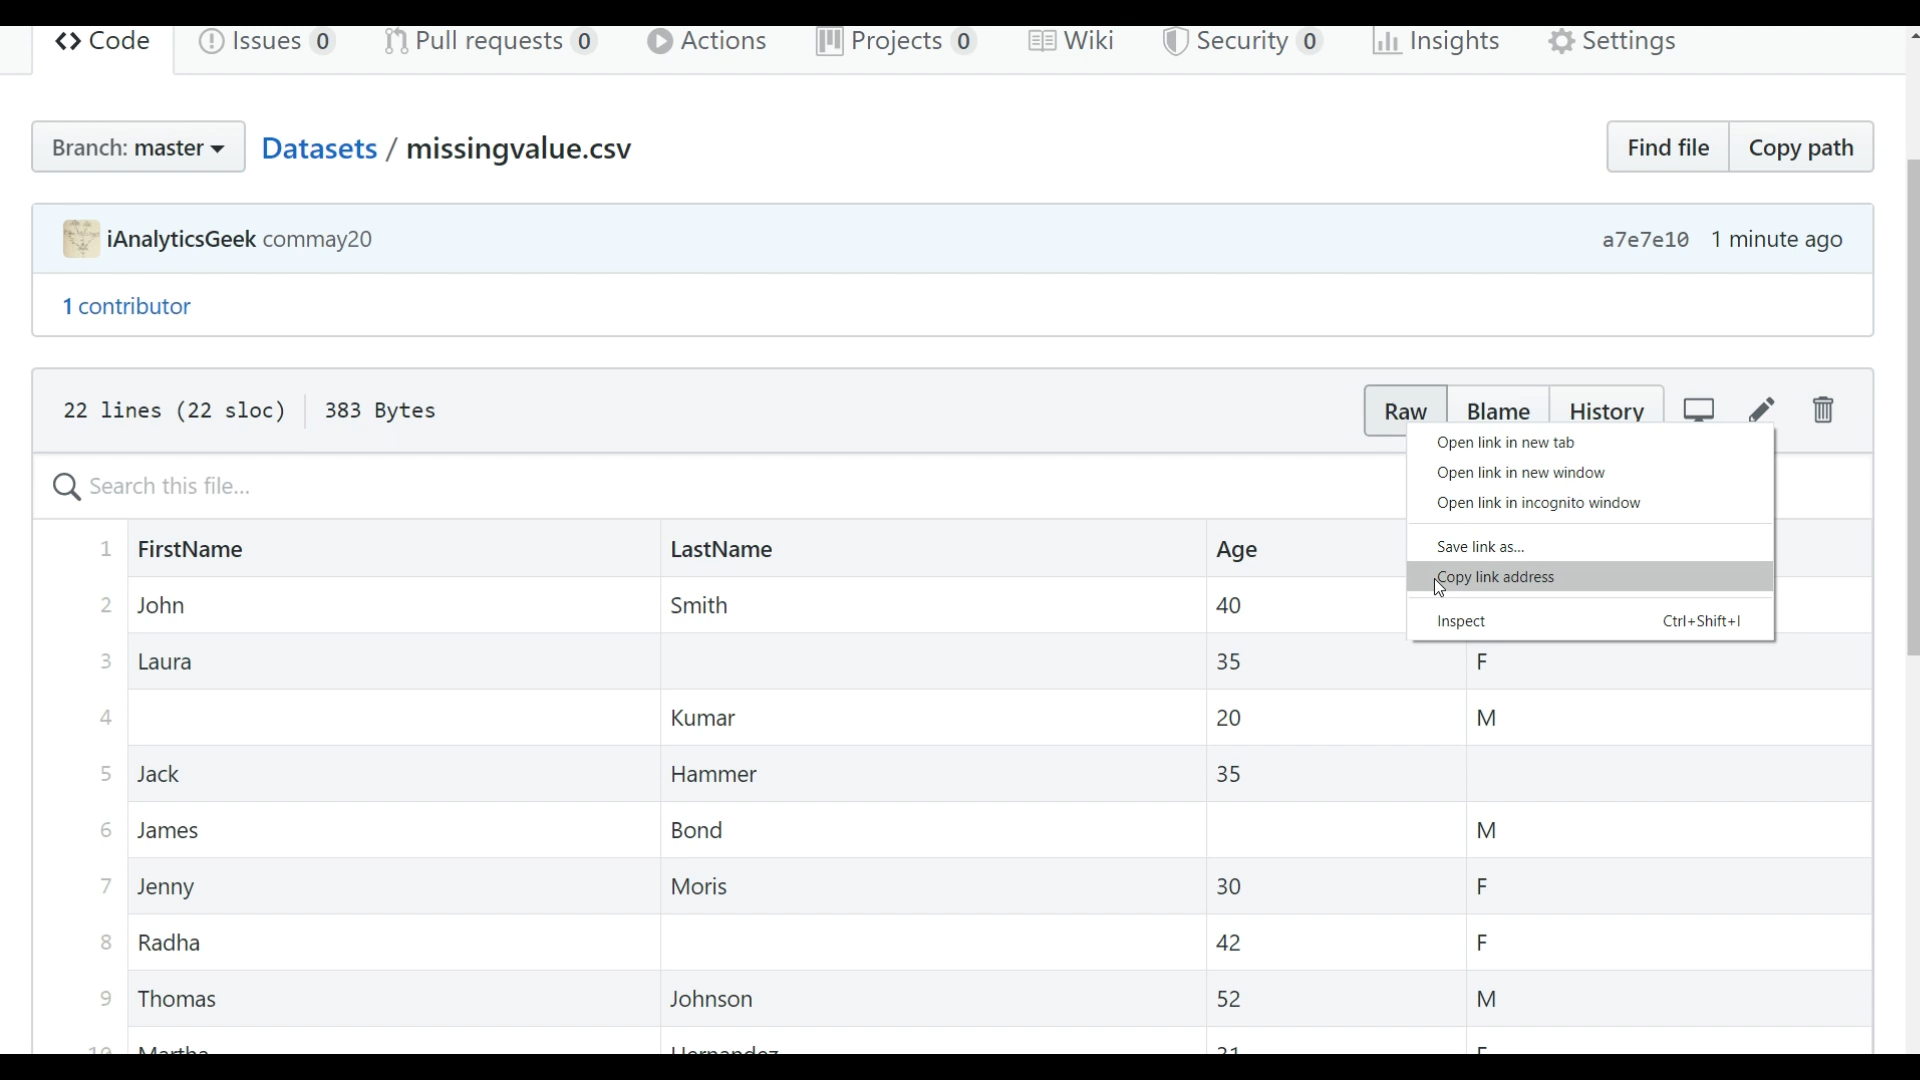 Code Issues 0 Pull requests 0 Actions Projects 0 Wiki Security 0 Insights Settings
Branch: master Datasets / missingvalue.csv Find file Copy path
iAnalyticsGeek commay20 a7e7e10 1 minute ago
1 contributor
22 lines (22 sloc) 383 Bytes Raw Blame History
Open link in new tab
Open link in new window
Open link in incognito window
Save link as...
Copy link address
Inspect Ctrl+Shift+I
Search this file...
1 FirstName LastName Age
2 John Smith 40
3 Laura 35 F
4 Kumar 20 M
5 Jack Hammer 35
6 James Bond M
7 Jenny Moris 30 F
8 Radha 42 F
9 Thomas Johnson 52 M
10 Martha Hernandez 31 F